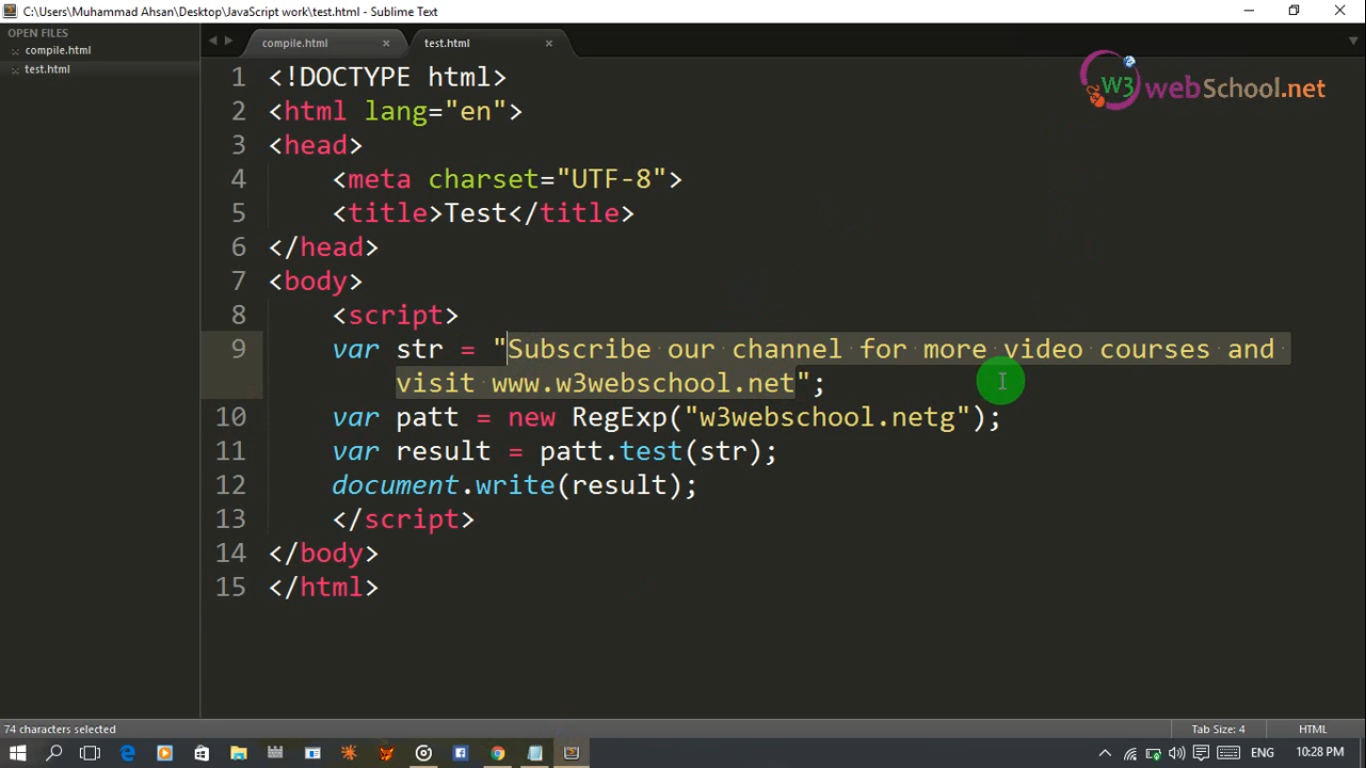 C:\Users\Muhammad Ahsan\Desktop\JavaScript work\test.html - Sublime Text
OPEN FILES
compile.html
test.html
compile.html
test.html
W3 webSchool.net
1 <!DOCTYPE html>
2 <html lang="en">
3 <head>
4 <meta charset="UTF-8">
5 <title>Test</title>
6 </head>
7 <body>
8 <script>
9 var str = "Subscribe our channel for more video courses and
visit www.w3webschool.net";
10 var patt = new RegExp("w3webschool.netg");
11 var result = patt.test(str);
12 document.write(result);
13 </script>
14 </body>
15 </html>
74 characters selected
Tab Size: 4
HTML
ENG
10:28 PM